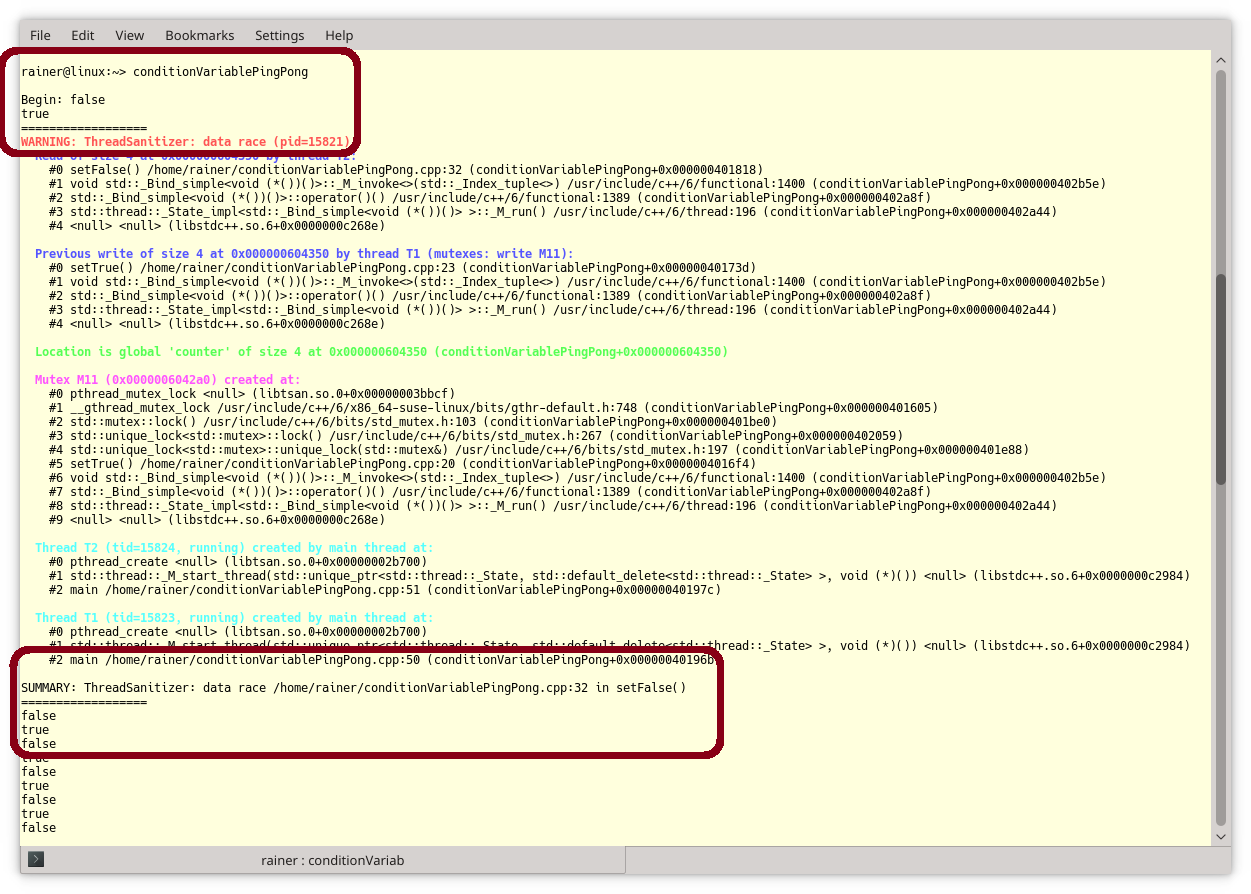 File Edit View Bookmarks Settings Help
rainer@linux:~> conditionVariablePingPong
Begin: false
true
==================
WARNING: ThreadSanitizer: data race (pid=15821)
Read of size 4 at 0x000000604350 by thread T2:
#0 setFalse() /home/rainer/conditionVariablePingPong.cpp:32 (conditionVariablePingPong+0x000000401818)
#1 void std::_Bind_simple<void (*())()>::_M_invoke<>(std::_Index_tuple<>) /usr/include/c++/6/functional:1400 (conditionVariablePingPong+0x000000402b5e)
#2 std::_Bind_simple<void (*())()>::operator()() /usr/include/c++/6/functional:1389 (conditionVariablePingPong+0x000000402a8f)
#3 std::thread::_State_impl<std::_Bind_simple<void (*())()> >::_M_run() /usr/include/c++/6/thread:196 (conditionVariablePingPong+0x000000402a44)
#4 <null> <null> (libstdc++.so.6+0x0000000c268e)
Previous write of size 4 at 0x000000604350 by thread T1 (mutexes: write M11):
#0 setTrue() /home/rainer/conditionVariablePingPong.cpp:23 (conditionVariablePingPong+0x00000040173d)
#1 void std::_Bind_simple<void (*())()>::_M_invoke<>(std::_Index_tuple<>) /usr/include/c++/6/functional:1400 (conditionVariablePingPong+0x000000402b5e)
#2 std::_Bind_simple<void (*())()>::operator()() /usr/include/c++/6/functional:1389 (conditionVariablePingPong+0x000000402a8f)
#3 std::thread::_State_impl<std::_Bind_simple<void (*())()> >::_M_run() /usr/include/c++/6/thread:196 (conditionVariablePingPong+0x000000402a44)
#4 <null> <null> (libstdc++.so.6+0x0000000c268e)
Location is global 'counter' of size 4 at 0x000000604350 (conditionVariablePingPong+0x000000604350)
Mutex M11 (0x0000006042a0) created at:
#0 pthread_mutex_lock <null> (libtsan.so.0+0x00000003bbcf)
#1 __gthread_mutex_lock /usr/include/c++/6/x86_64-suse-linux/bits/gthr-default.h:748 (conditionVariablePingPong+0x000000401605)
#2 std::mutex::lock() /usr/include/c++/6/bits/std_mutex.h:103 (conditionVariablePingPong+0x000000401be0)
#3 std::unique_lock<std::mutex>::lock() /usr/include/c++/6/bits/std_mutex.h:267 (conditionVariablePingPong+0x000000402059)
#4 std::unique_lock<std::mutex>::unique_lock(std::mutex&) /usr/include/c++/6/bits/std_mutex.h:197 (conditionVariablePingPong+0x000000401e88)
#5 setTrue() /home/rainer/conditionVariablePingPong.cpp:20 (conditionVariablePingPong+0x0000004016f4)
#6 void std::_Bind_simple<void (*())()>::_M_invoke<>(std::_Index_tuple<>) /usr/include/c++/6/functional:1400 (conditionVariablePingPong+0x000000402b5e)
#7 std::_Bind_simple<void (*())()>::operator()() /usr/include/c++/6/functional:1389 (conditionVariablePingPong+0x000000402a8f)
#8 std::thread::_State_impl<std::_Bind_simple<void (*())()> >::_M_run() /usr/include/c++/6/thread:196 (conditionVariablePingPong+0x000000402a44)
#9 <null> <null> (libstdc++.so.6+0x0000000c268e)
Thread T2 (tid=15824, running) created by main thread at:
#0 pthread_create <null> (libtsan.so.0+0x00000002b700)
#1 std::thread::_M_start_thread(std::unique_ptr<std::thread::_State, std::default_delete<std::thread::_State> >, void (*)()) <null> (libstdc++.so.6+0x0000000c2984)
#2 main /home/rainer/conditionVariablePingPong.cpp:51 (conditionVariablePingPong+0x00000040197c)
Thread T1 (tid=15823, running) created by main thread at:
#0 pthread_create <null> (libtsan.so.0+0x00000002b700)
#1 std::thread::_M_start_thread(std::unique_ptr<std::thread::_State, std::default_delete<std::thread::_State> >, void (*)()) <null> (libstdc++.so.6+0x0000000c2984)
#2 main /home/rainer/conditionVariablePingPong.cpp:50 (conditionVariablePingPong+0x00000040196b
SUMMARY: ThreadSanitizer: data race /home/rainer/conditionVariablePingPong.cpp:32 in setFalse()
==================
false
true
false
true
false
true
false
true
false
rainer : conditionVariab